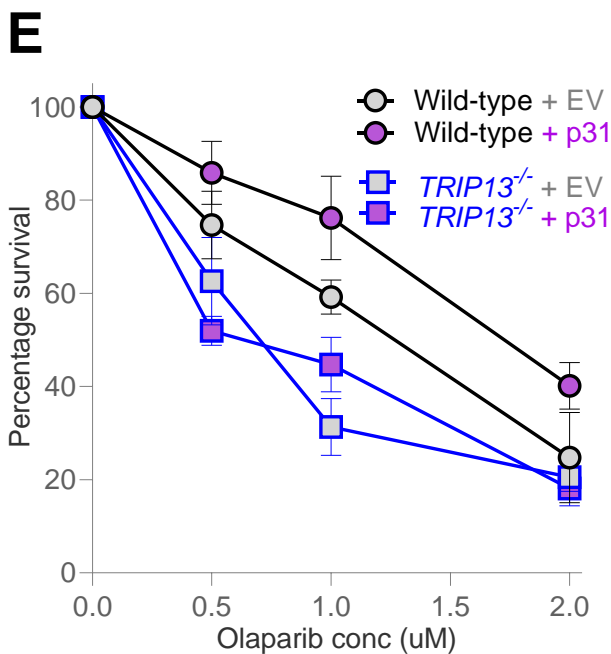 E
Wild-type + EV
Wild-type + p31
TRIP13-/- + EV
TRIP13-/- + p31
Percentage survival
100
80
60
40
20
0
0.0 0.5 1.0 1.5 2.0
Olaparib conc (uM)